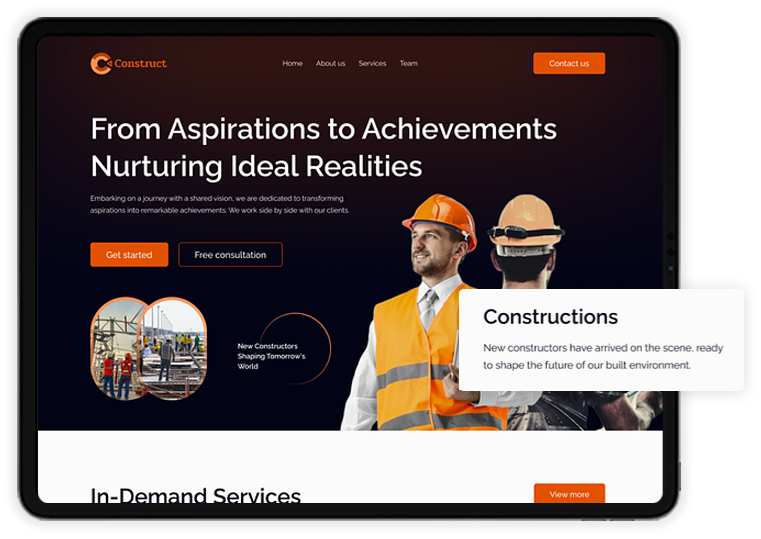 Construct
Home About us Services Team
Contact us
From Aspirations to Achievements
Nurturing Ideal Realities
Embarking on a journey with a shared vision, we are dedicated to transforming
aspirations into remarkable achievements. We work side by side with our clients.
Get started
Free consultation
New Constructors
Shaping Tomorrow's
World
Constructions
New constructors have arrived on the scene, ready
to shape the future of our built environment.
In-Demand Services
View more